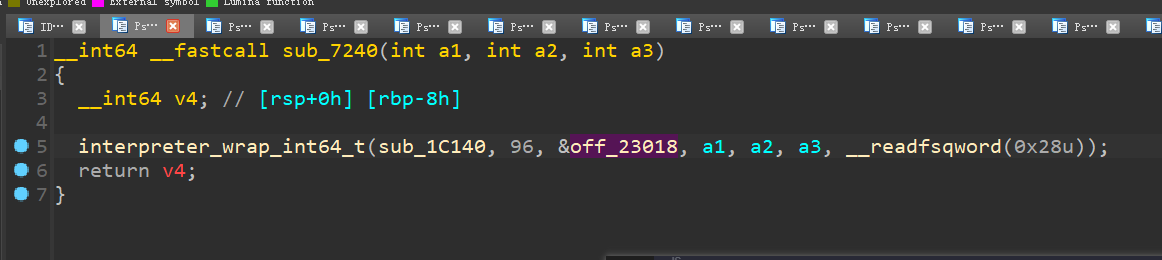 Unexplored External symbol Lumina function
ID··· Ps··· Ps··· Ps··· Ps··· Ps··· Ps··· Ps··· Ps··· Ps··· Ps··· Ps···
1 __int64 __fastcall sub_7240(int a1, int a2, int a3)
2 {
3 __int64 v4; // [rsp+0h] [rbp-8h]
4
5 interpreter_wrap_int64_t(sub_1C140, 96, &off_23018, a1, a2, a3, __readfsqword(0x28u));
6 return v4;
7 }